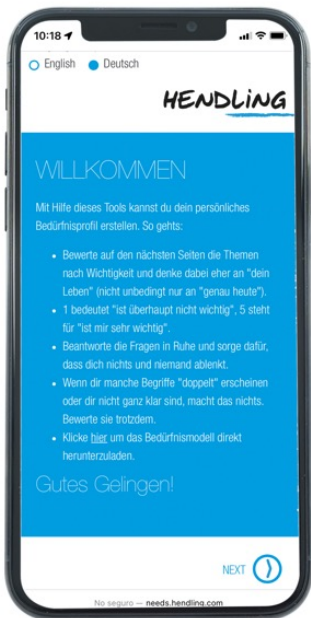 10:18
English Deutsch
HENDLING
WILLKOMMEN
Mit Hilfe dieses Tools kannst du dein persönliches
Bedürfnisprofil erstellen. So gehts:
• Bewerte auf den nächsten Seiten die Themen
nach Wichtigkeit und denke dabei eher an "dein
Leben" (nicht unbedingt nur an "genau heute").
• 1 bedeutet "ist überhaupt nicht wichtig", 5 steht
für "ist mir sehr wichtig".
• Beantworte die Fragen in Ruhe und sorge dafür,
dass dich nichts und niemand ablenkt.
• Wenn dir manche Begriffe "doppelt" erscheinen
oder dir nicht ganz klar sind, macht das nichts.
Bewerte sie trotzdem.
• Klicke hier um das Bedürfnismodell direkt
herunterzuladen.
Gutes Gelingen!
NEXT
No seguro — needs.hendling.com